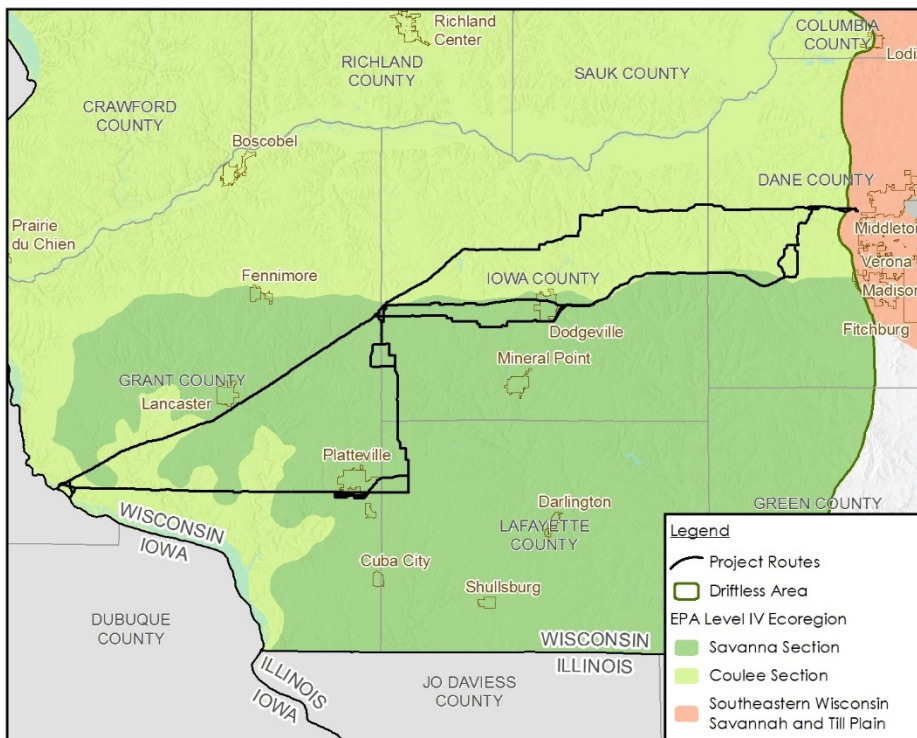 Richland
Center
COLUMBIA
COUNTY
Lodi
RICHLAND
COUNTY
SAUK COUNTY
CRAWFORD
COUNTY
Boscobel
DANE COUNTY
Prairie
du Chien
Middleton
Verona
Madison
Fitchburg
Fennimore
IOWA COUNTY
Dodgeville
Mineral Point
GRANT COUNTY
Lancaster
Platteville
WISCONSIN
IOWA
Darlington
LAFAYETTE
COUNTY
GREEN COUNTY
Cuba City
Shullsburg
DUBUQUE
COUNTY
WISCONSIN
ILLINOIS
ILLINOIS
IOWA
JO DAVIESS
COUNTY
Legend
Project Routes
Driftless Area
EPA Level IV Ecoregion
Savanna Section
Coulee Section
Southeastern Wisconsin
Savannah and Till Plain